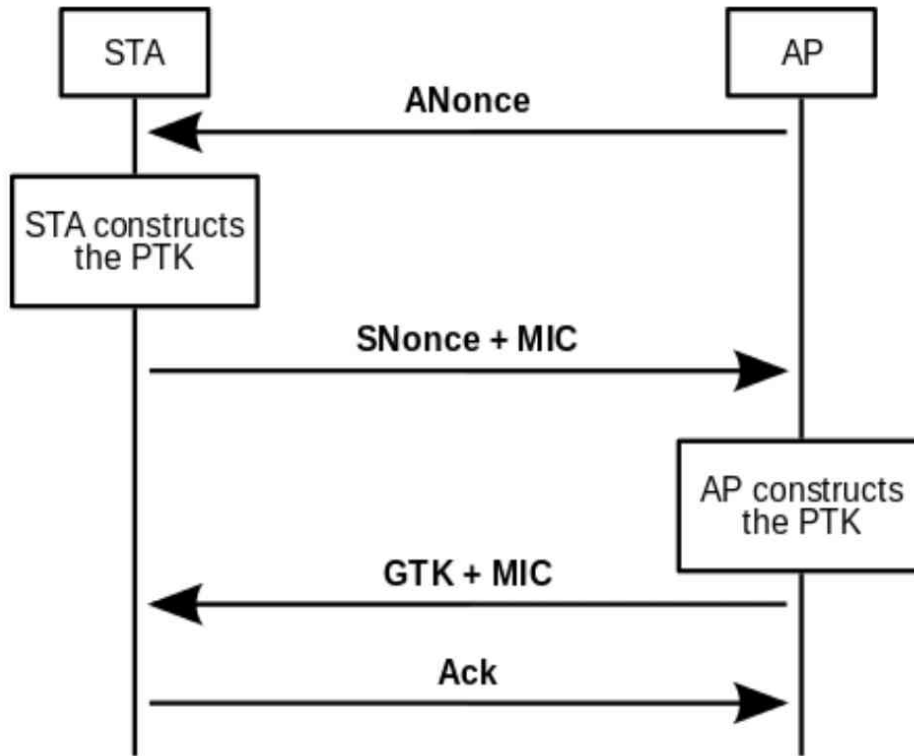 STA
AP
ANonce
STA constructs
the PTK
SNonce + MIC
AP constructs
the PTK
GTK + MIC
Ack